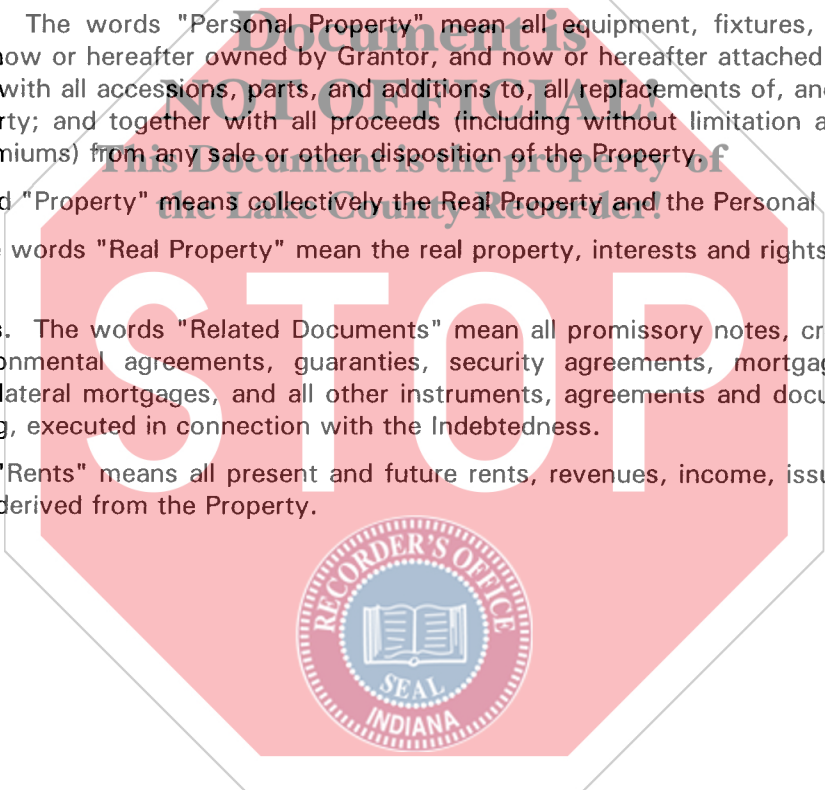 The words "Personal Property" mean all equipment, fixtures,
now or hereafter owned by Grantor, and now or hereafter attached
with all accessions, parts, and additions to, all replacements of, and
rty; and together with all proceeds (including without limitation a
miums) from any sale or other disposition of the Property.
d "Property" means collectively the Real Property and the Personal
words "Real Property" mean the real property, interests and rights
s. The words "Related Documents" mean all promissory notes, cr
onmental agreements, guaranties, security agreements, mortgag
lateral mortgages, and all other instruments, agreements and docu
g, executed in connection with the Indebtedness.
"Rents" means all present and future rents, revenues, income, issu
derived from the Property.
Document is
NOT OFFICIAL!
This Document is the property of
the Lake County Recorder!
STOP
RECORDER'S OFFICE
SEAL
INDIANA